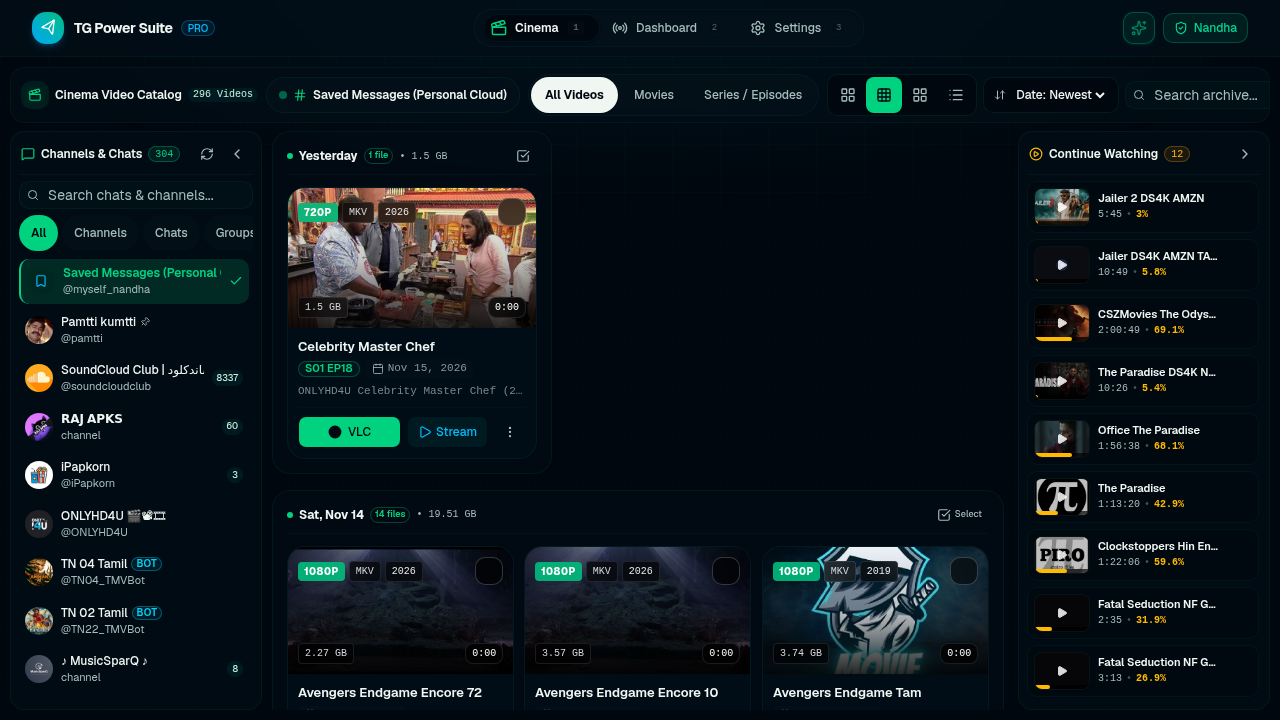 TG Power Suite PRO
Cinema 1
Dashboard 2
Settings 3
Nandha
Cinema Video Catalog 296 Videos
Saved Messages (Personal Cloud)
All Videos
Movies
Series / Episodes
Date: Newest
Search archive...
Channels & Chats 304
Search chats & channels...
All
Channels
Chats
Groups
Saved Messages (Personal
@myself_nandha
Pamtti kumtti
@pamtti
SoundCloud Club |
@soundcloudclub
8337
RAJ APKS
channel
60
iPapkorn
@iPapkorn
3
ONLYHD4U 🎬📽🎞
@ONLYHD4U
TN 04 Tamil BOT
@TN04_TMVBot
TN 02 Tamil BOT
@TN22_TMVBot
♪ MusicSparQ ♪
channel
8
Yesterday 1 file • 1.5 GB
720P MKV 2026
1.5 GB
0:00
Celebrity Master Chef
S01 EP18 Nov 15, 2026
ONLYHD4U Celebrity Master Chef (2…
VLC
Stream
Sat, Nov 14 14 files • 19.51 GB
Select
1080P MKV 2026
2.27 GB
0:00
Avengers Endgame Encore 72
1080P MKV 2026
3.57 GB
0:00
Avengers Endgame Encore 10
1080P MKV 2019
MOVIE
3.74 GB
0:00
Avengers Endgame Tam
Continue Watching 12
Jailer 2 DS4K AMZN
5:45 • 3%
Jailer DS4K AMZN TA…
10:49 • 5.8%
CSZMovies The Odys…
2:00:49 • 69.1%
The Paradise DS4K N…
10:26 • 5.4%
Office The Paradise
1:56:38 • 68.1%
The Paradise
1:13:20 • 42.9%
Clockstoppers Hin En…
1:22:06 • 59.6%
Fatal Seduction NF G…
2:35 • 31.9%
Fatal Seduction NF G…
3:13 • 26.9%